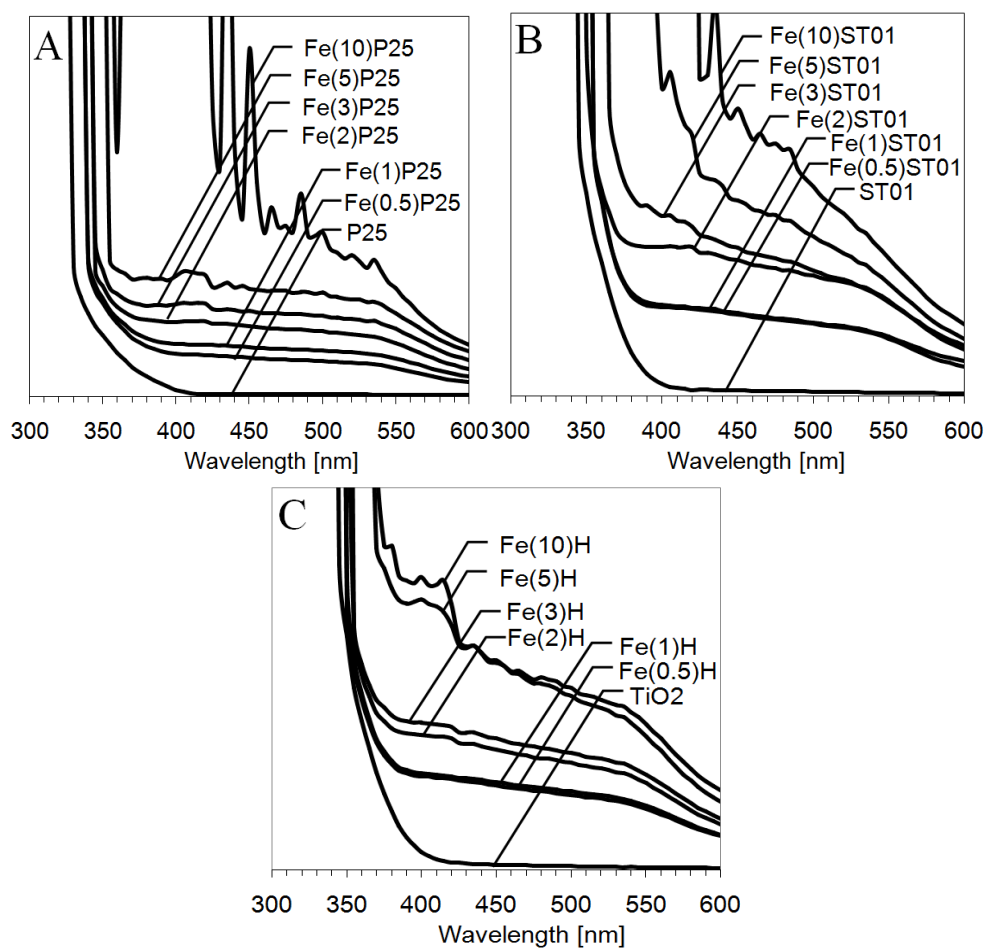 A
Fe(10)P25
Fe(5)P25
Fe(3)P25
Fe(2)P25
Fe(1)P25
Fe(0.5)P25
P25
300 350 400 450 500 550 600
Wavelength [nm]
B
Fe(10)ST01
Fe(5)ST01
Fe(3)ST01
Fe(2)ST01
Fe(1)ST01
Fe(0.5)ST01
ST01
300 350 400 450 500 550 600
Wavelength [nm]
C
Fe(10)H
Fe(5)H
Fe(3)H
Fe(2)H
Fe(1)H
Fe(0.5)H
TiO2
300 350 400 450 500 550 600
Wavelength [nm]